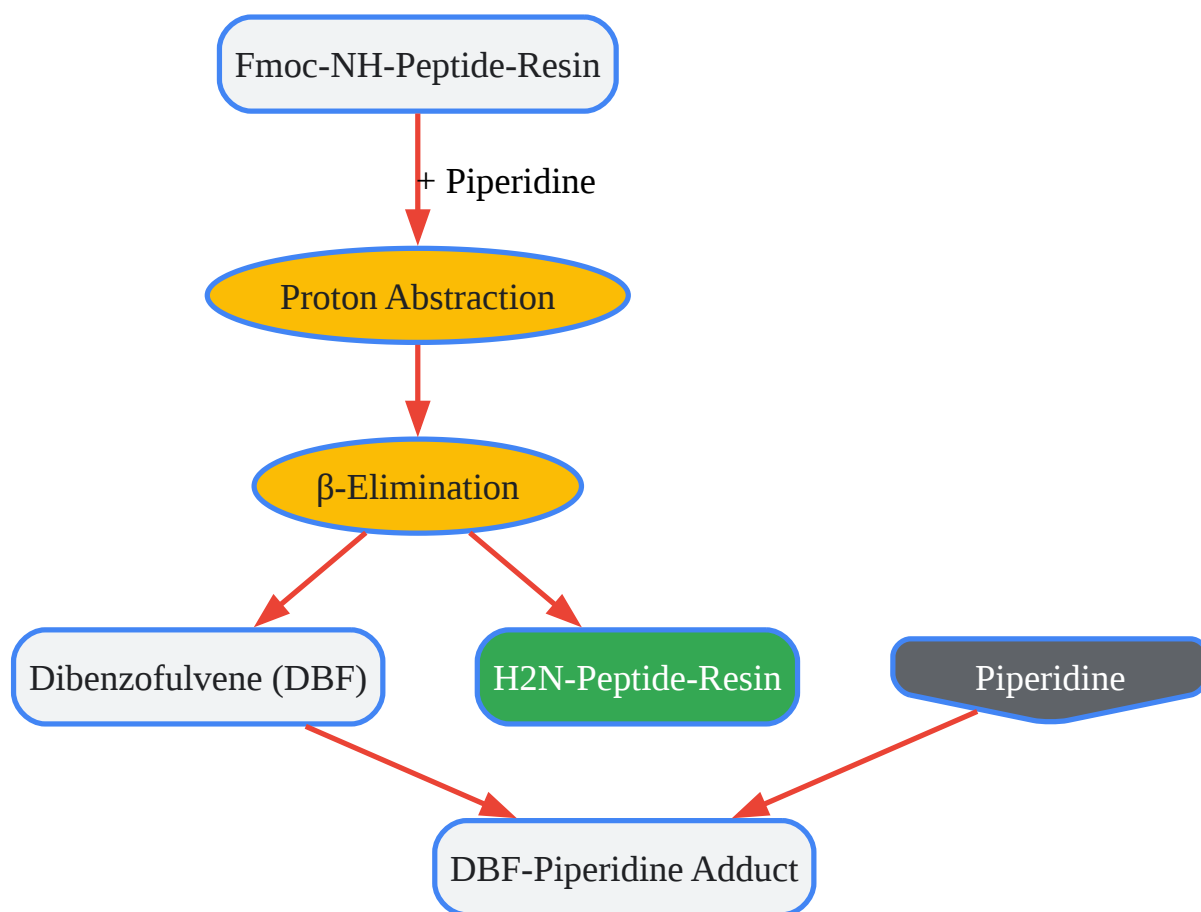 Fmoc-NH-Peptide-Resin
+ Piperidine
Proton Abstraction
β-Elimination
Dibenzofulvene (DBF)
H2N-Peptide-Resin
Piperidine
DBF-Piperidine Adduct